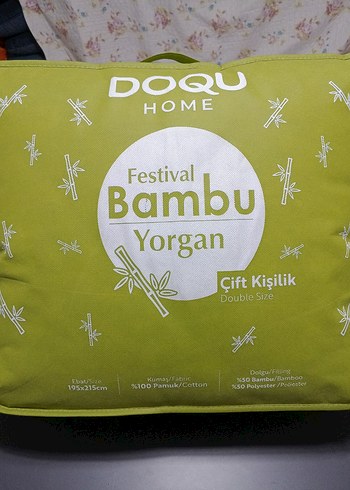 DOQU
HOME
Festival
Bambu
Yorgan
Çift Kişilik
Double Size
Ebat/Size
195x215cm
Kumaş/Fabric
%100 Pamuk/Cotton
Dolgu/Filling
%50 Bambu/Bamboo
%50 Polyester /Polyester